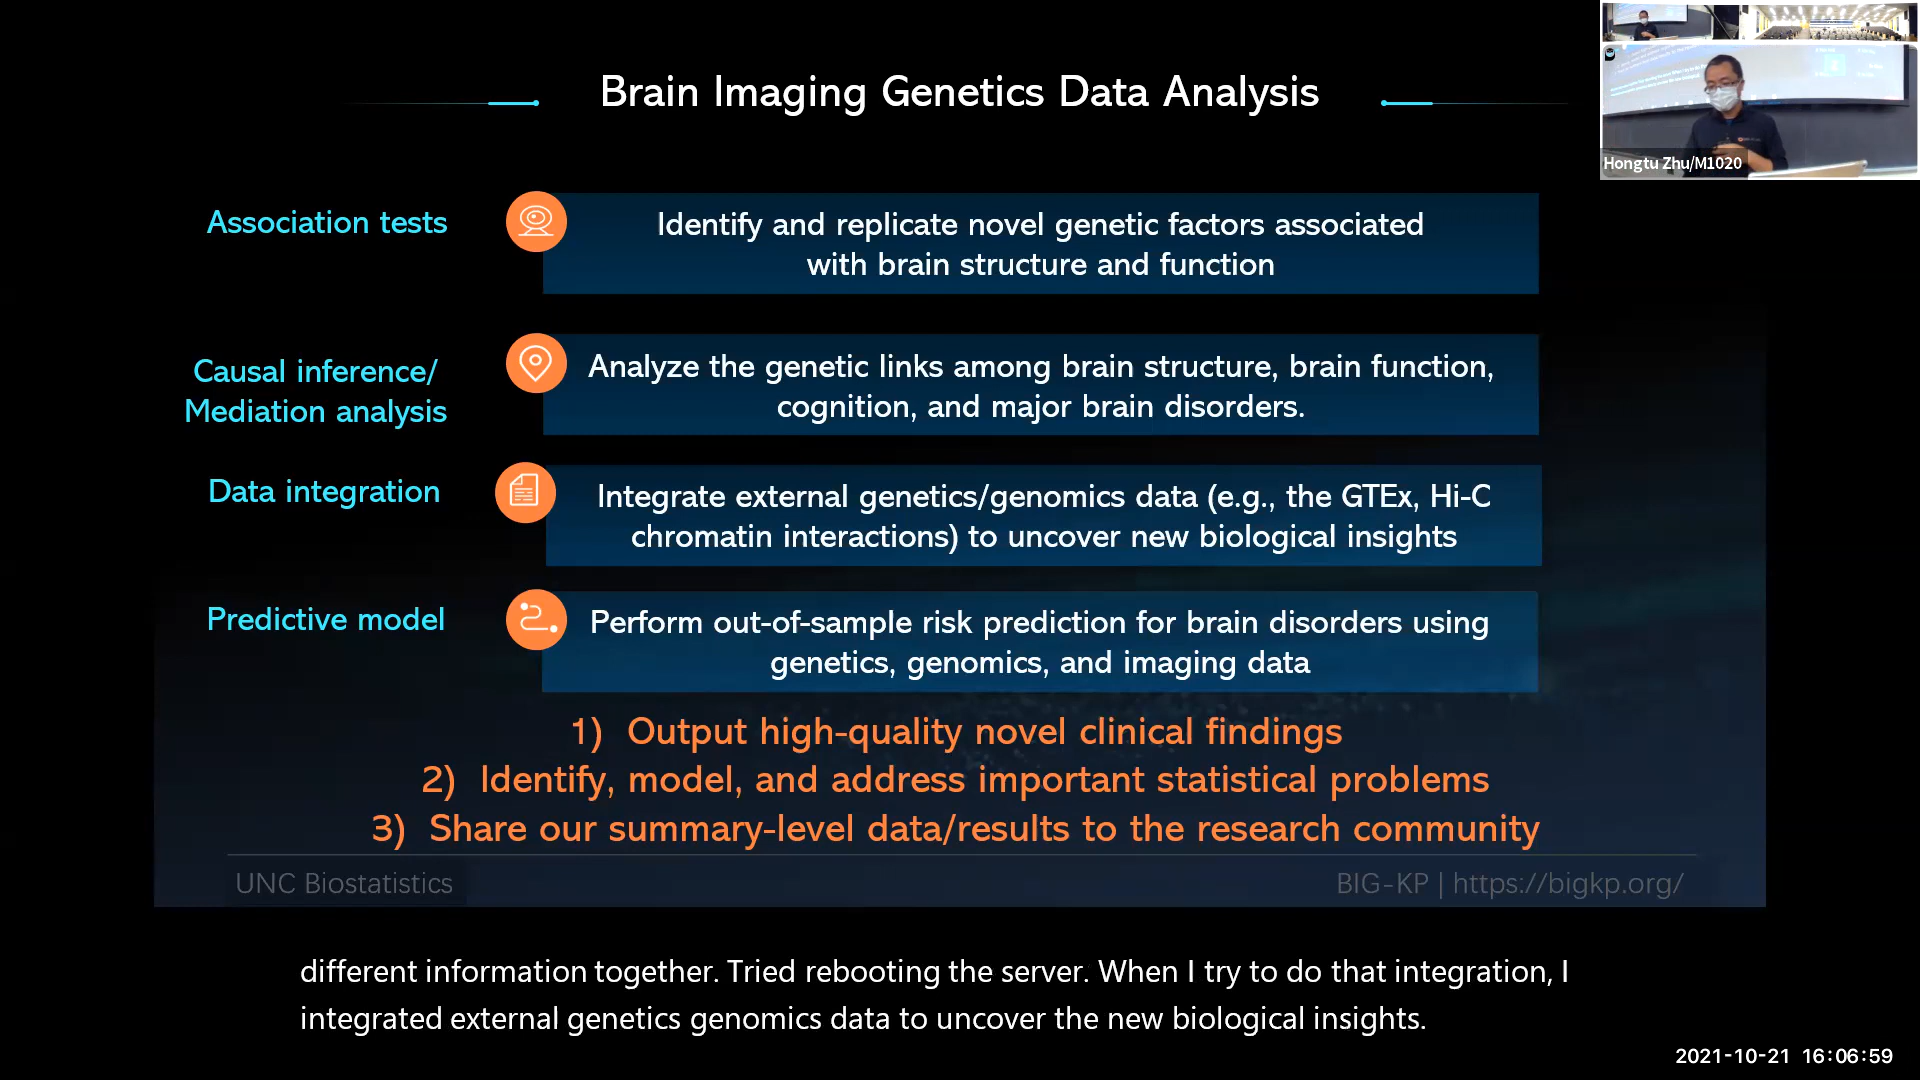 Brain Imaging Genetics Data Analysis
Hongtu Zhu/M1020
Association tests
Identify and replicate novel genetic factors associated
with brain structure and function
Causal inference/
Mediation analysis
Analyze the genetic links among brain structure, brain function,
cognition, and major brain disorders.
Data integration
Integrate external genetics/genomics data (e.g., the GTEx, Hi-C
chromatin interactions) to uncover new biological insights
Predictive model
Perform out-of-sample risk prediction for brain disorders using
genetics, genomics, and imaging data
1) Output high-quality novel clinical findings
2) Identify, model, and address important statistical problems
3) Share our summary-level data/results to the research community
UNC Biostatistics
BIG-KP | https://bigkp.org/
different information together. Tried rebooting the server. When I try to do that integration, I
integrated external genetics genomics data to uncover the new biological insights.
2021-10-21 16:06:59